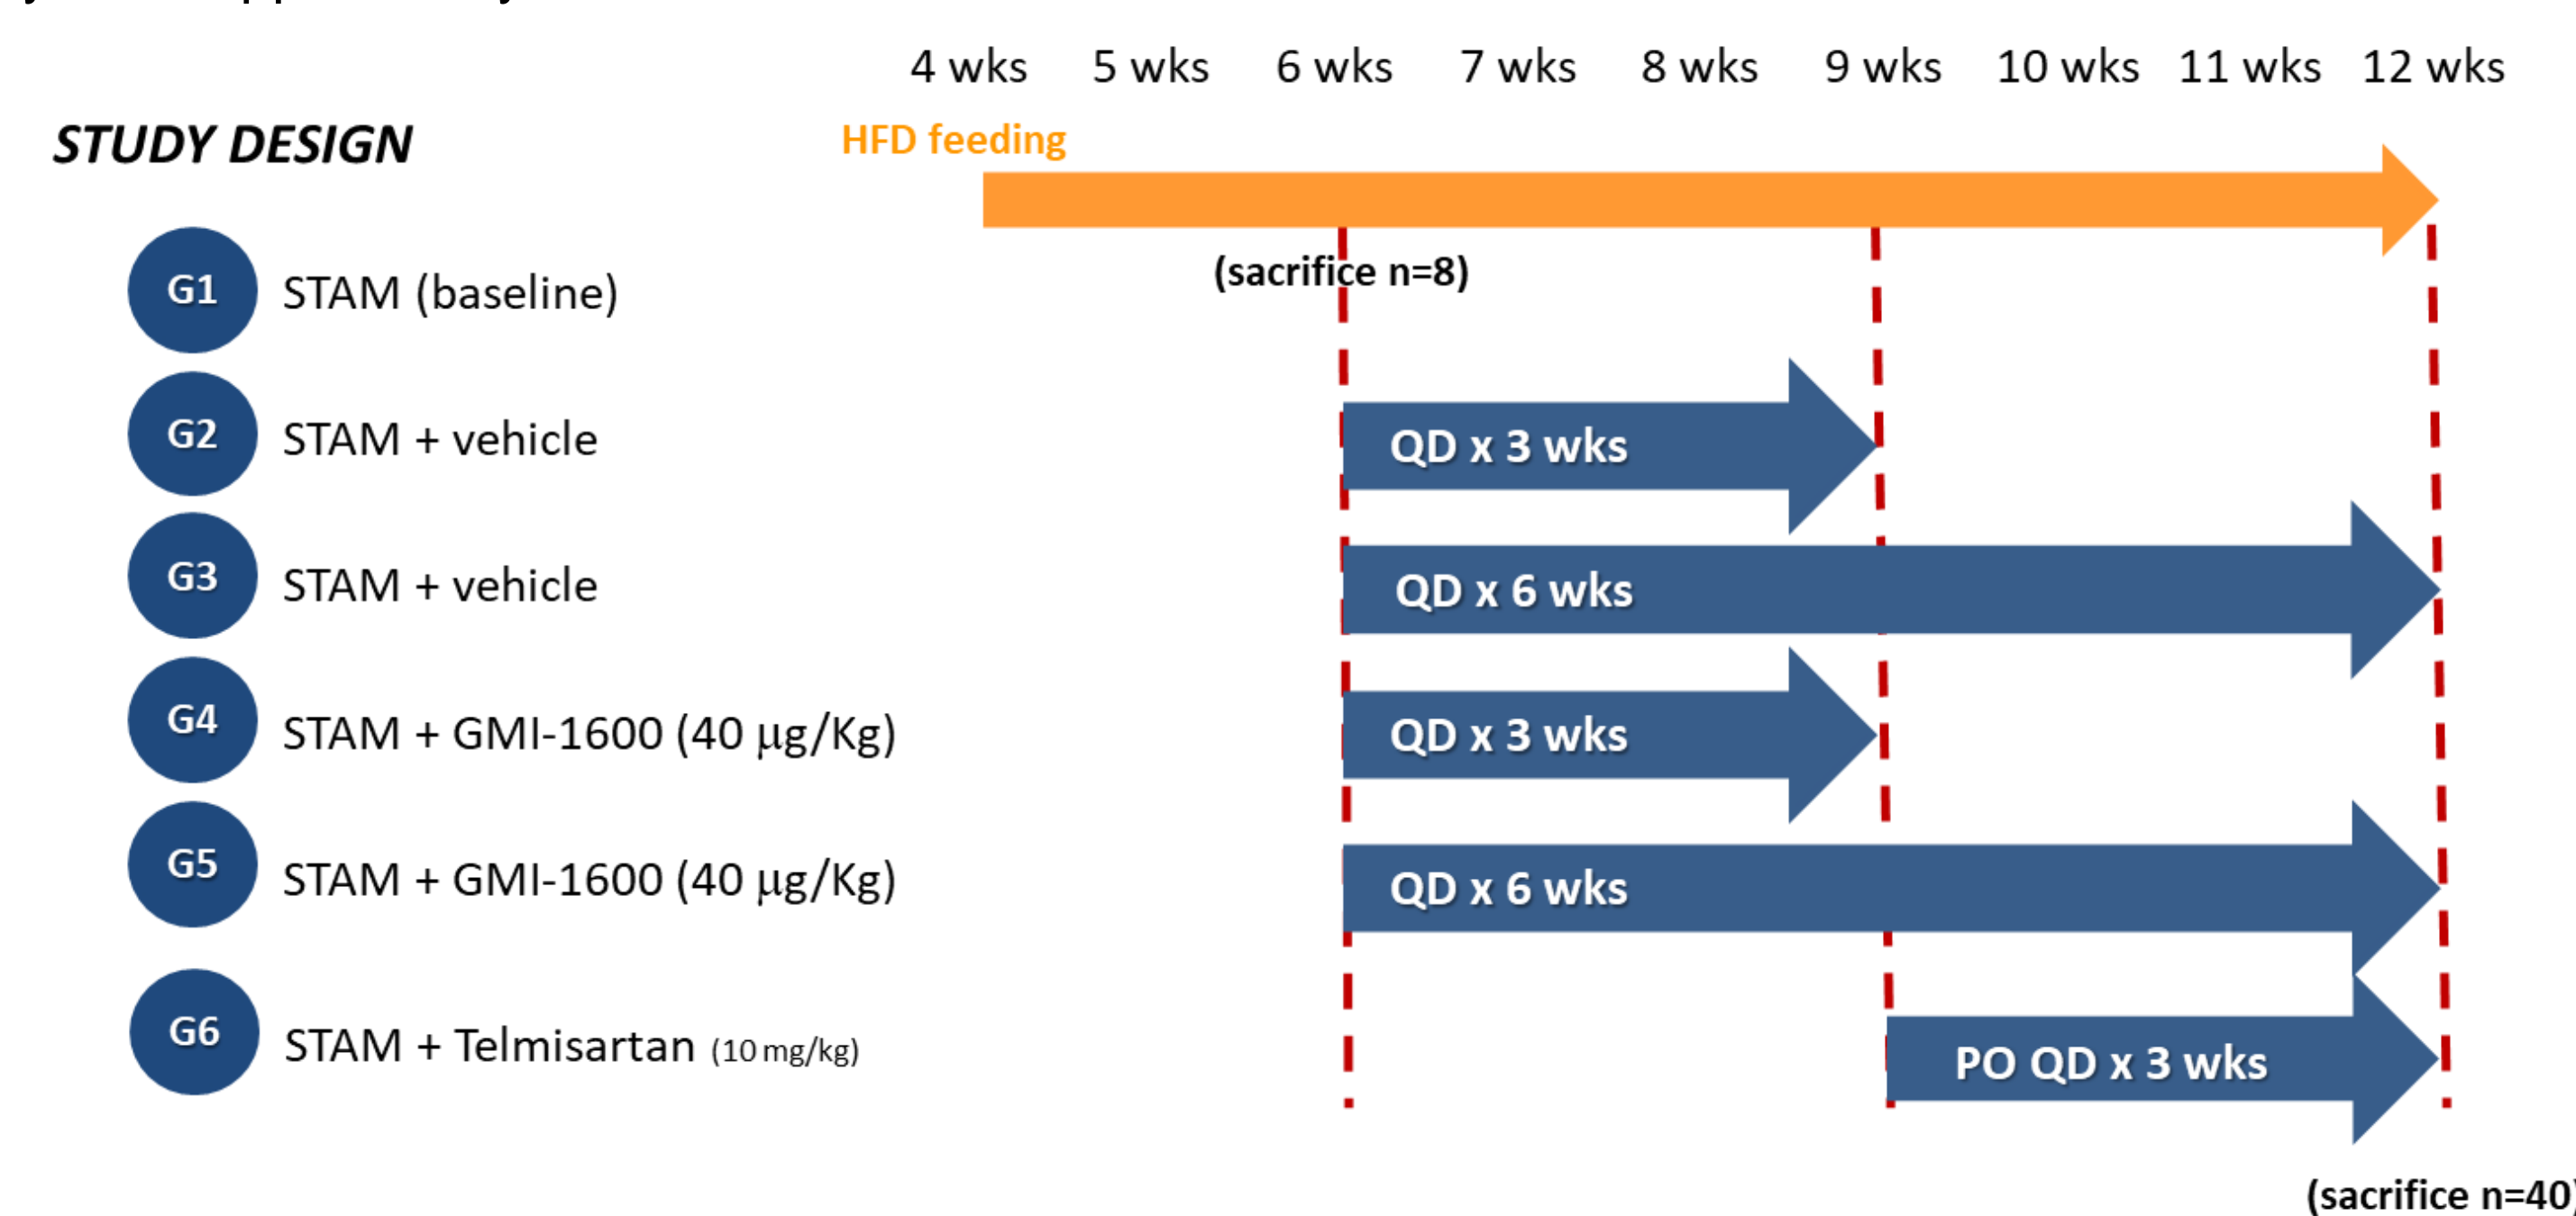 4 wks 5 wks 6 wks 7 wks 8 wks 9 wks 10 wks 11 wks 12 wks
STUDY DESIGN
HFD feeding
(sacrifice n=8)
G1 STAM (baseline)
G2 STAM + vehicle
QD x 3 wks
G3 STAM + vehicle
QD x 6 wks
G4 STAM + GMI-1600 (40 μg/Kg)
QD x 3 wks
G5 STAM + GMI-1600 (40 μg/Kg)
QD x 6 wks
G6 STAM + Telmisartan (10 mg/kg)
PO QD x 3 wks
(sacrifice n=40)